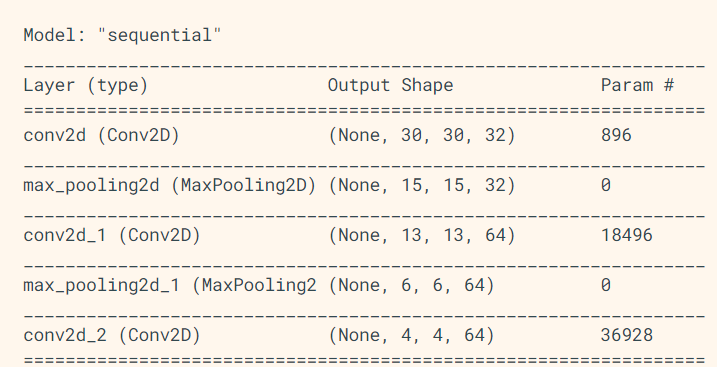 Model: "sequential"
_________________________________________________________________
Layer (type)                 Output Shape              Param #
=================================================================
conv2d (Conv2D)              (None, 30, 30, 32)        896
_________________________________________________________________
max_pooling2d (MaxPooling2D) (None, 15, 15, 32)        0
_________________________________________________________________
conv2d_1 (Conv2D)            (None, 13, 13, 64)        18496
_________________________________________________________________
max_pooling2d_1 (MaxPooling2 (None, 6, 6, 64)          0
_________________________________________________________________
conv2d_2 (Conv2D)            (None, 4, 4, 64)          36928
=================================================================